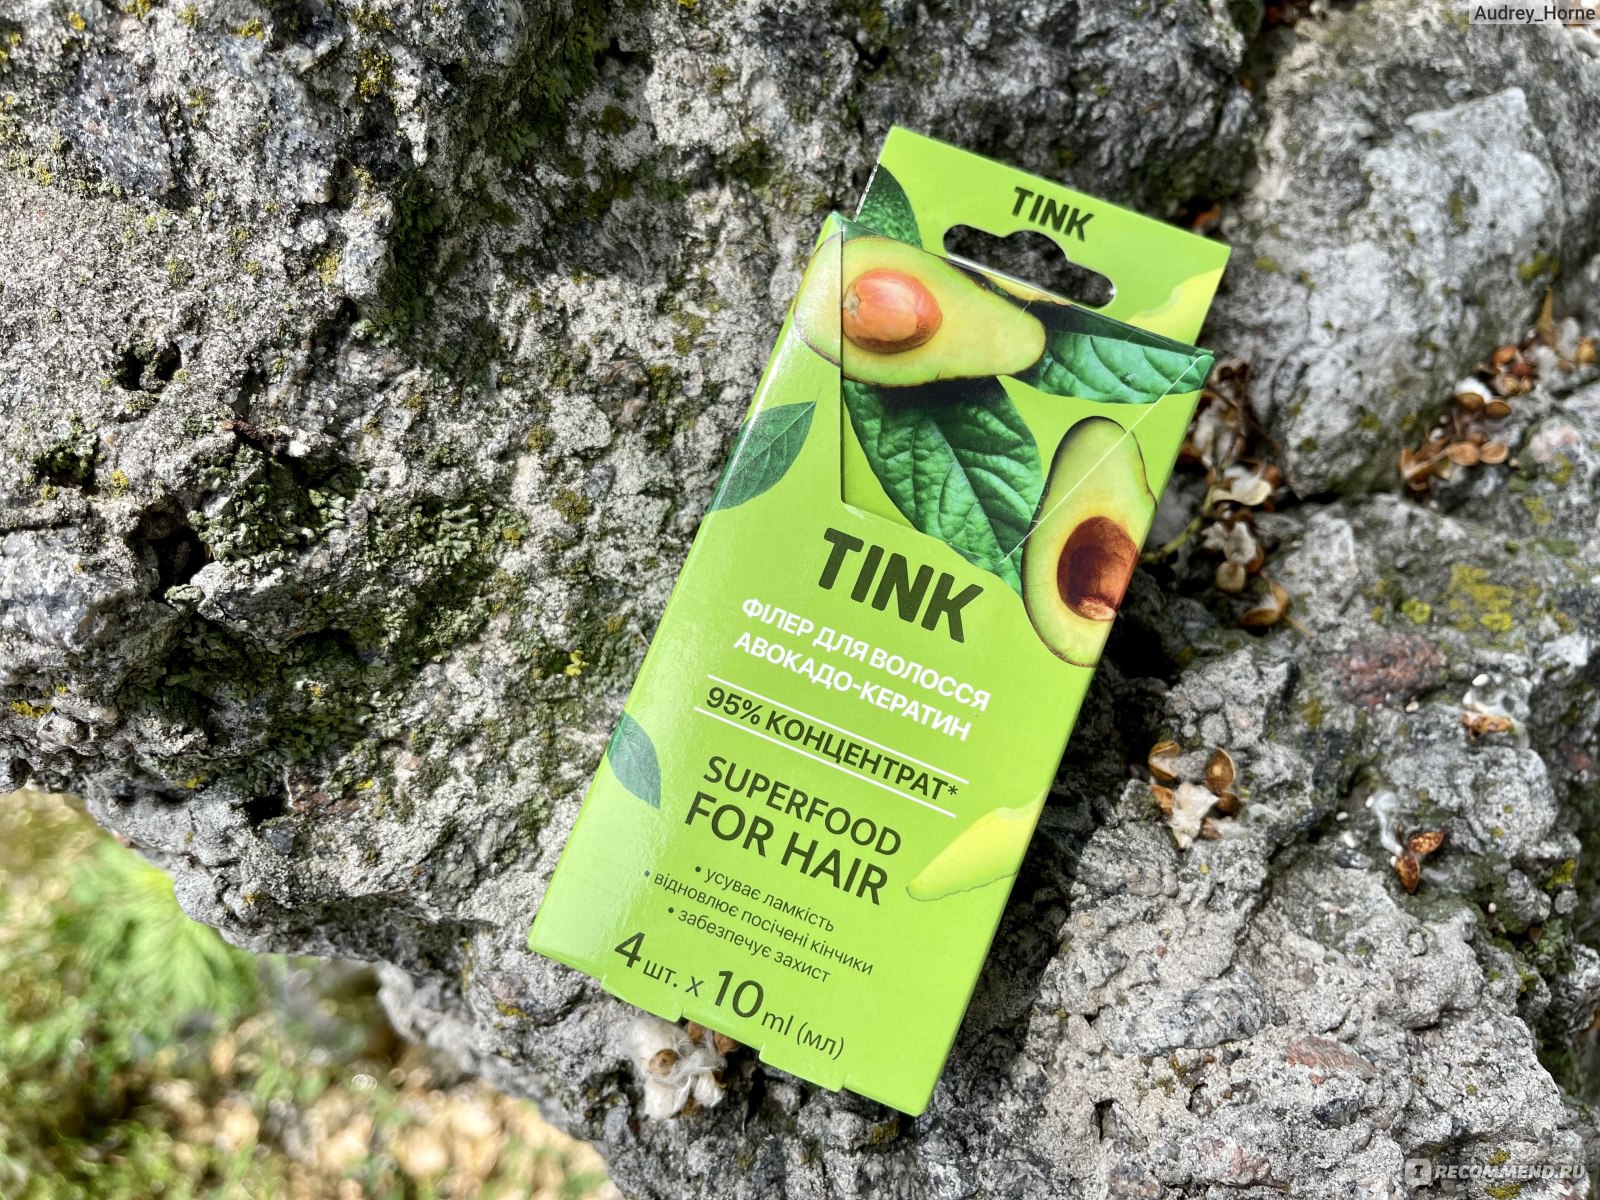 Audrey_Horne
TINK
TINK
ФІЛЕР ДЛЯ ВОЛОССЯ
АВОКАДО-КЕРАТИН
95% КОНЦЕНТРАТ*
SUPERFOOD
FOR HAIR
• усуває ламкість
• відновлює посічені кінчики
• забезпечує захист
4 шт. x 10 ml (мл)
IRECOMMEND.RU